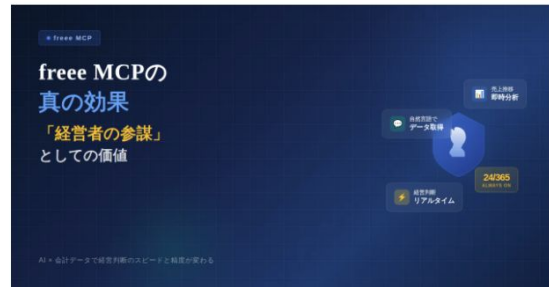 freee MCP
freee MCPの
真の効果
「経営者の参謀」
としての価値
売上推移
即時分析
自然言語で
データ取得
24/365
ALWAYS ON
経営判断
リアルタイム
AI × 会計データで経営判断のスピードと精度が変わる